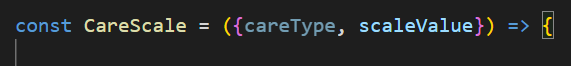 const CareScale = ({careType, scaleValue}) => {